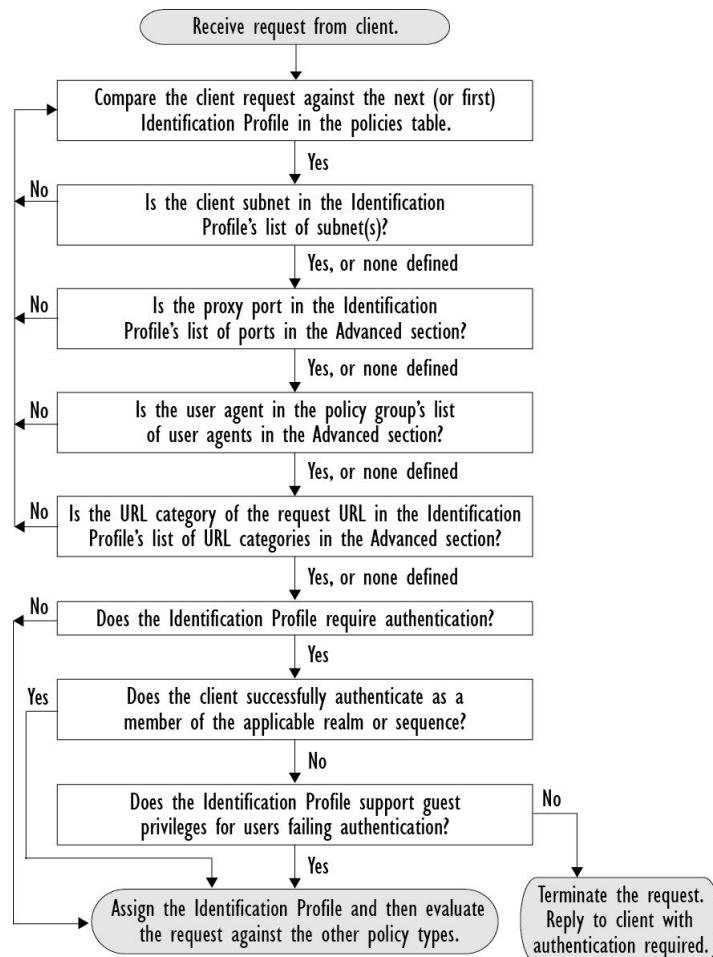 Receive request from client.
Compare the client request against the next (or first)
Identification Profile in the policies table.
Yes
No
Is the client subnet in the Identification
Profile's list of subnet(s)?
Yes, or none defined
No
Is the proxy port in the Identification
Profile's list of ports in the Advanced section?
Yes, or none defined
No
Is the user agent in the policy group's list
of user agents in the Advanced section?
Yes, or none defined
No
Is the URL category of the request URL in the Identification
Profile's list of URL categories in the Advanced section?
Yes, or none defined
No
Does the Identification Profile require authentication?
Yes
Yes
Does the client successfully authenticate as a
member of the applicable realm or sequence?
No
Does the Identification Profile support guest
privileges for users failing authentication?
No
Yes
Assign the Identification Profile and then evaluate
the request against the other policy types.
Terminate the request.
Reply to client with
authentication required.